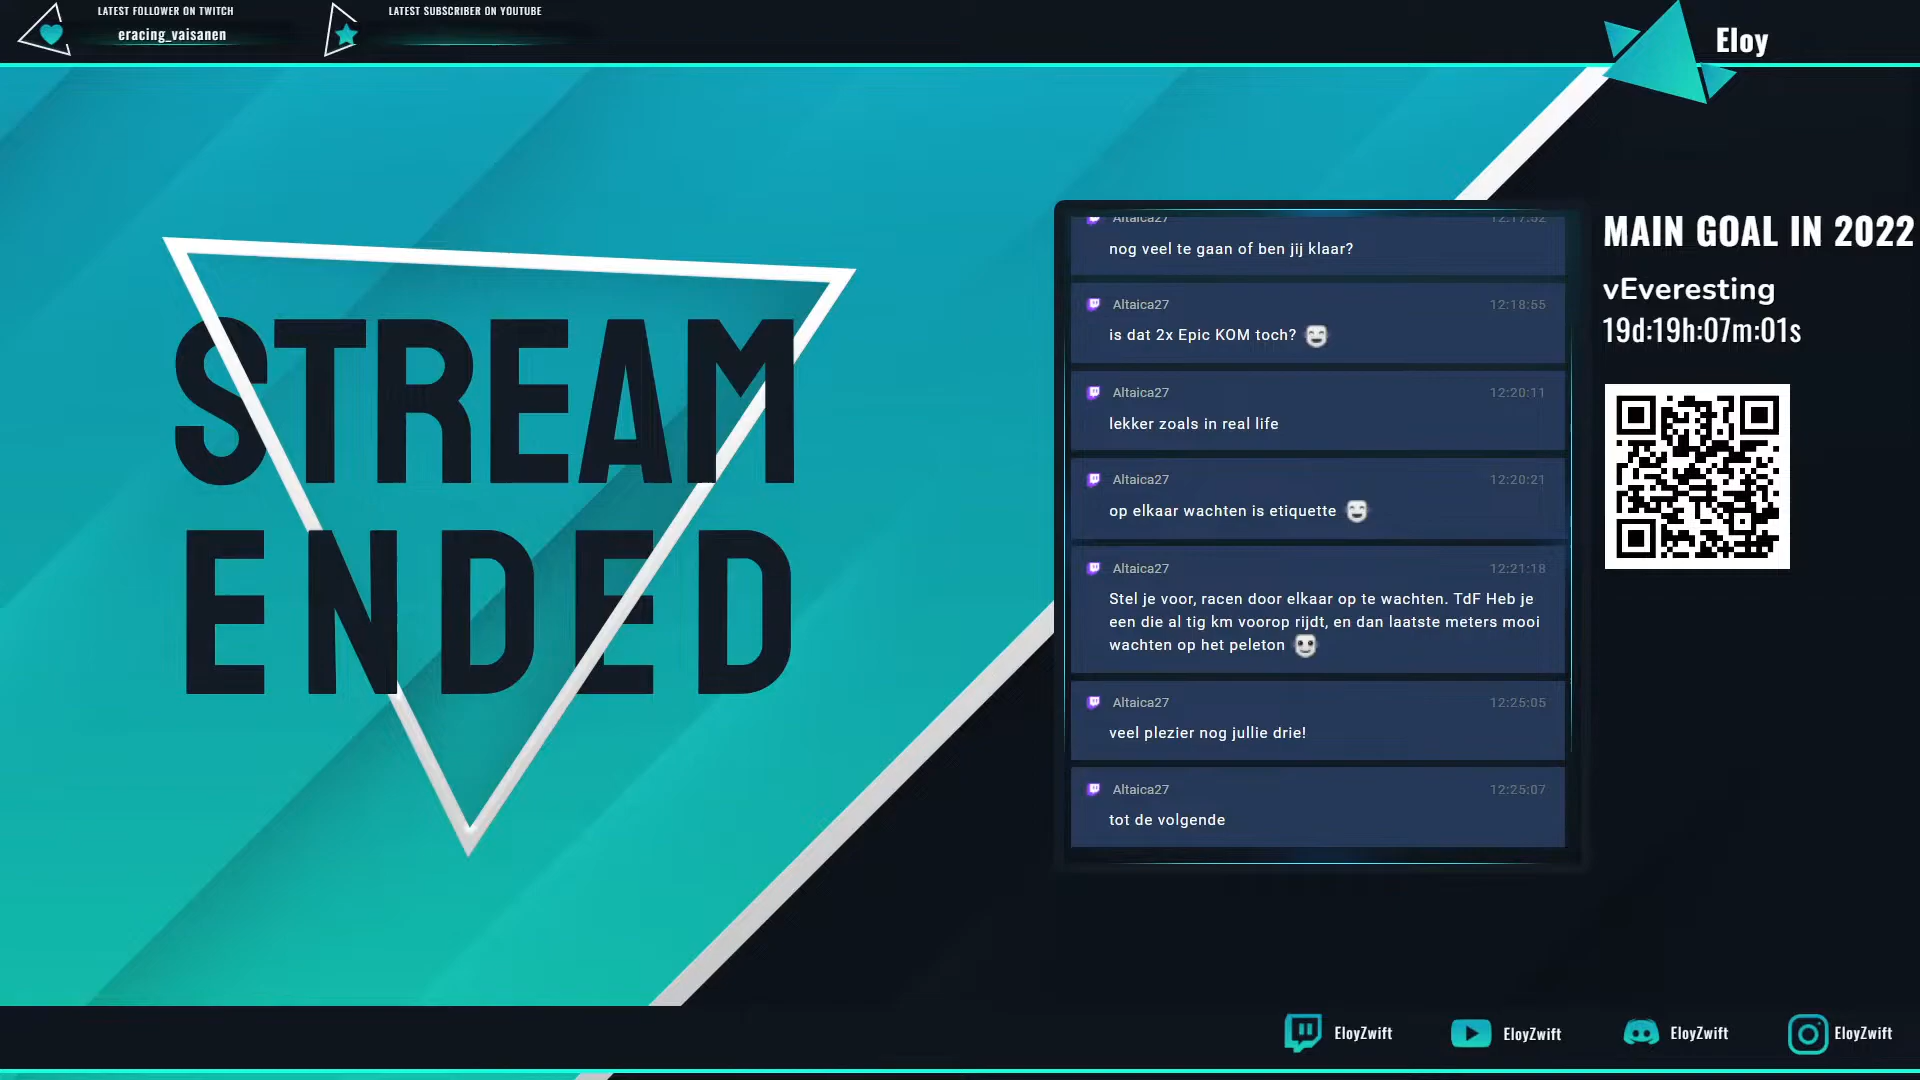 LATEST FOLLOWER ON TWITCH
eracing_vaisanen
LATEST SUBSCRIBER ON YOUTUBE
Eloy
STREAM
ENDED
Altaica27 12:17:52
nog veel te gaan of ben jij klaar?
Altaica27 12:18:55
is dat 2x Epic KOM toch?
Altaica27 12:20:11
lekker zoals in real life
Altaica27 12:20:21
op elkaar wachten is etiquette
Altaica27 12:21:18
Stel je voor, racen door elkaar op te wachten. TdF Heb je
een die al tig km voorop rijdt, en dan laatste meters mooi
wachten op het peleton
Altaica27 12:25:05
veel plezier nog jullie drie!
Altaica27 12:25:07
tot de volgende
MAIN GOAL IN 2022
vEveresting
19d:19h:07m:01s
EloyZwift
EloyZwift
EloyZwift
EloyZwift